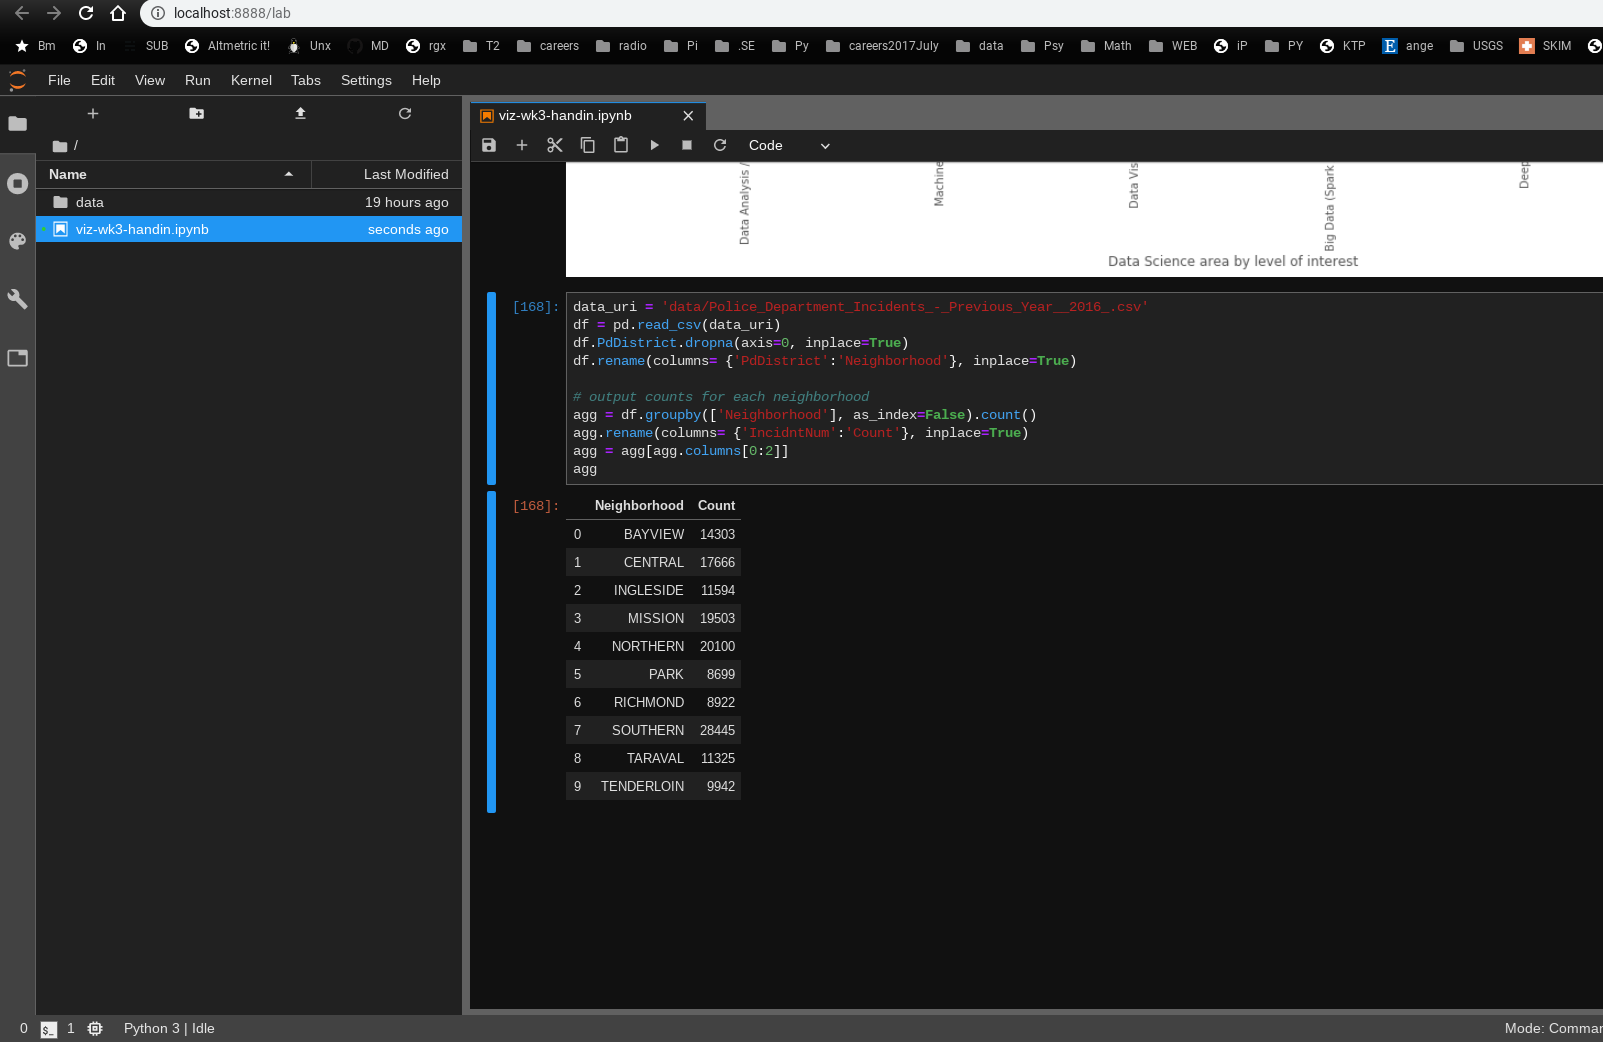 localhost:8888/lab
Bm In SUB Altmetric it! Unx MD rgx T2 careers radio Pi .SE Py careers2017July data Psy Math WEB iP PY KTP ange USGS SKIM
File Edit View Run Kernel Tabs Settings Help
viz-wk3-handin.ipynb
/
Code
Name Last Modified
data 19 hours ago
viz-wk3-handin.ipynb seconds ago
Data Analysis /
Machine
Data Vis
Big Data (Spark
Deep
Data Science area by level of interest
[168]: data_uri = 'data/Police_Department_Incidents_-_Previous_Year__2016_.csv'
df = pd.read_csv(data_uri)
df.PdDistrict.dropna(axis=0, inplace=True)
df.rename(columns= {'PdDistrict':'Neighborhood'}, inplace=True)
# output counts for each neighborhood
agg = df.groupby(['Neighborhood'], as_index=False).count()
agg.rename(columns= {'IncidntNum':'Count'}, inplace=True)
agg = agg[agg.columns[0:2]]
agg
[168]: Neighborhood Count
0 BAYVIEW 14303
1 CENTRAL 17666
2 INGLESIDE 11594
3 MISSION 19503
4 NORTHERN 20100
5 PARK 8699
6 RICHMOND 8922
7 SOUTHERN 28445
8 TARAVAL 11325
9 TENDERLOIN 9942
0 $_ 1 Python 3 | Idle Mode: Comman